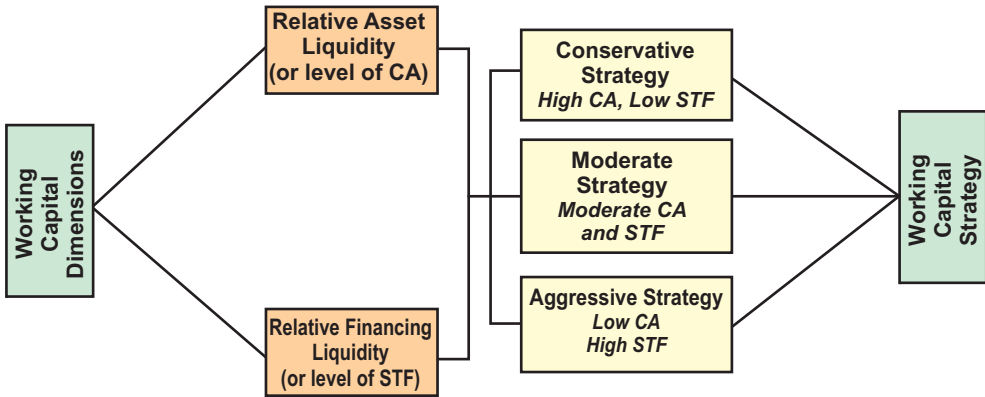 Working
Capital
Dimensions
Relative Asset
Liquidity
(or level of CA)
Relative Financing
Liquidity
(or level of STF)
Conservative
Strategy
High CA, Low STF
Moderate
Strategy
Moderate CA
and STF
Aggressive Strategy
Low CA
High STF
Working
Capital
Strategy